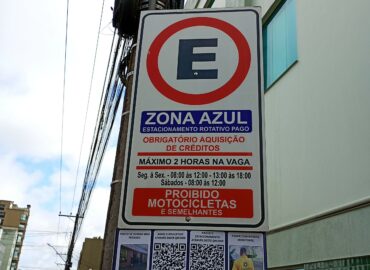 E
ZONA AZUL
ESTACIONAMENTO ROTATIVO PAGO
OBRIGATÓRIO AQUISIÇÃO
DE CRÉDITOS
MÁXIMO 2 HORAS NA VAGA
Seg. à Sex. - 08:00 às 12:00 - 13:00 às 18:00
Sábados - 08:00 às 12:00
PROIBIDO
MOTOCICLETAS
E SEMELHANTES